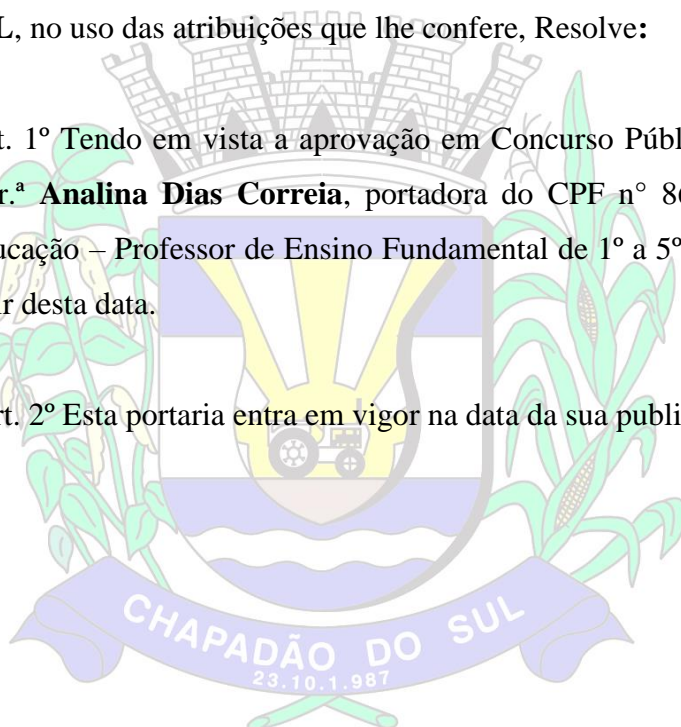 L, no uso das atribuições que lhe confere, Resolve:
t. 1º Tendo em vista a aprovação em Concurso Públ
r.ª Analina Dias Correia, portadora do CPF n° 8
ucação – Professor de Ensino Fundamental de 1º a 5º
ir desta data.
rt. 2º Esta portaria entra em vigor na data da sua publi
CHAPADÃO DO SUL
23.10.1.987